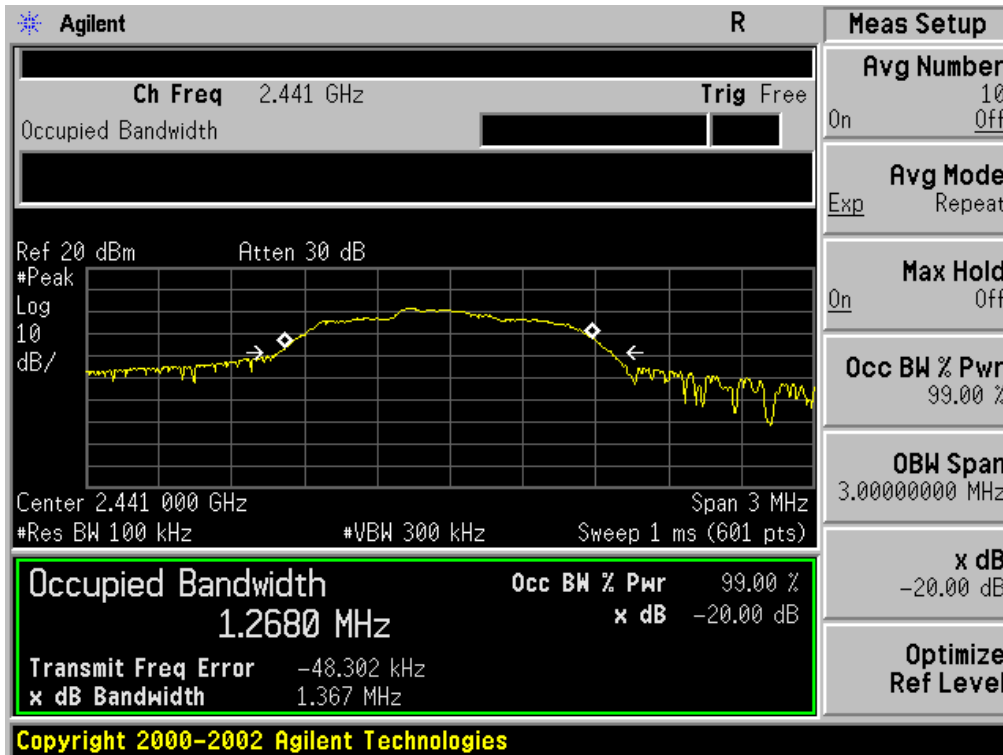 Agilent R
Ch Freq 2.441 GHz Trig Free
Occupied Bandwidth
Ref 20 dBm Atten 30 dB
#Peak
Log
10
dB/
Center 2.441 000 GHz Span 3 MHz
#Res BW 100 kHz #VBW 300 kHz Sweep 1 ms (601 pts)
Occupied Bandwidth Occ BW % Pwr 99.00 %
1.2680 MHz x dB -20.00 dB
Transmit Freq Error -48.302 kHz
x dB Bandwidth 1.367 MHz
Copyright 2000-2002 Agilent Technologies
Meas Setup
Avg Number
10
On Off
Avg Mode
Exp Repeat
Max Hold
On Off
Occ BW % Pwr
99.00 %
OBW Span
3.00000000 MHz
x dB
-20.00 dB
Optimize
Ref Level